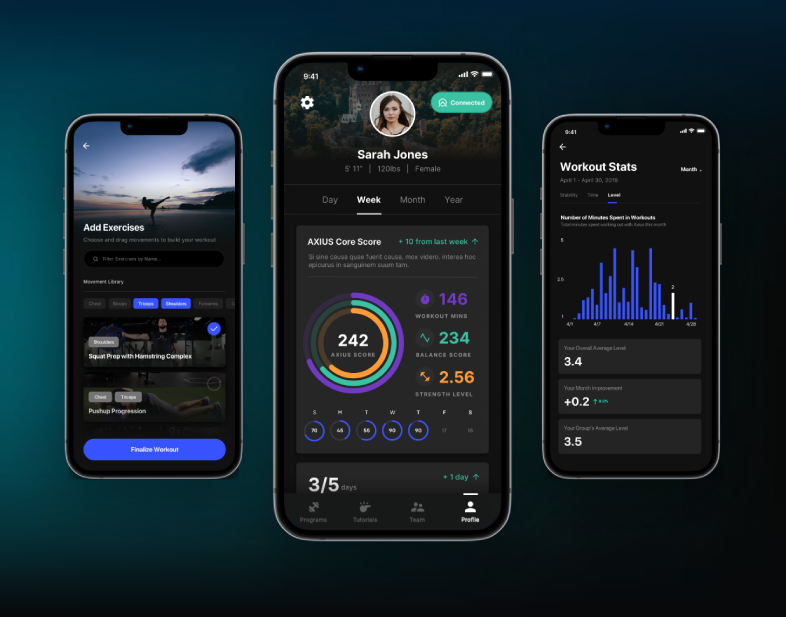 Add Exercises
Choose and drag movements to build your workout
Filter Exercises by Name...
Movement Library
Chest Biceps Triceps Shoulders Forearms
Shoulders
Squat Prep with Hamstring Complex
Chest Triceps
Pushup Progression
Finalize Workout
9:41
Connected
Sarah Jones
5' 11" | 120lbs | Female
Day Week Month Year
AXIUS Core Score + 10 from last week ↑
Si sine causa quae fuerit causa, mox videro, interea hoc
epicurus in sanguinem suum tam.
242
AXIUS SCORE
146
WORKOUT MINS
234
BALANCE SCORE
2.56
STRENGTH LEVEL
S M T W T F S
70 45 55 90 90 17 18
3/5 days + 1 day ↑
Programs Tutorials Team Profile
9:41
Workout Stats
Month
April 1 - April 30, 2018
Stability Time Level
Number of Minutes Spent in Workouts
Total minutes spent working out with Axius this month
5
2.5
1
2
4/1 4/7 4/14 4/21 4/28
Your Overall Average Level
3.4
Your Month Improvement
+0.2
Your Group's Average Level
3.5